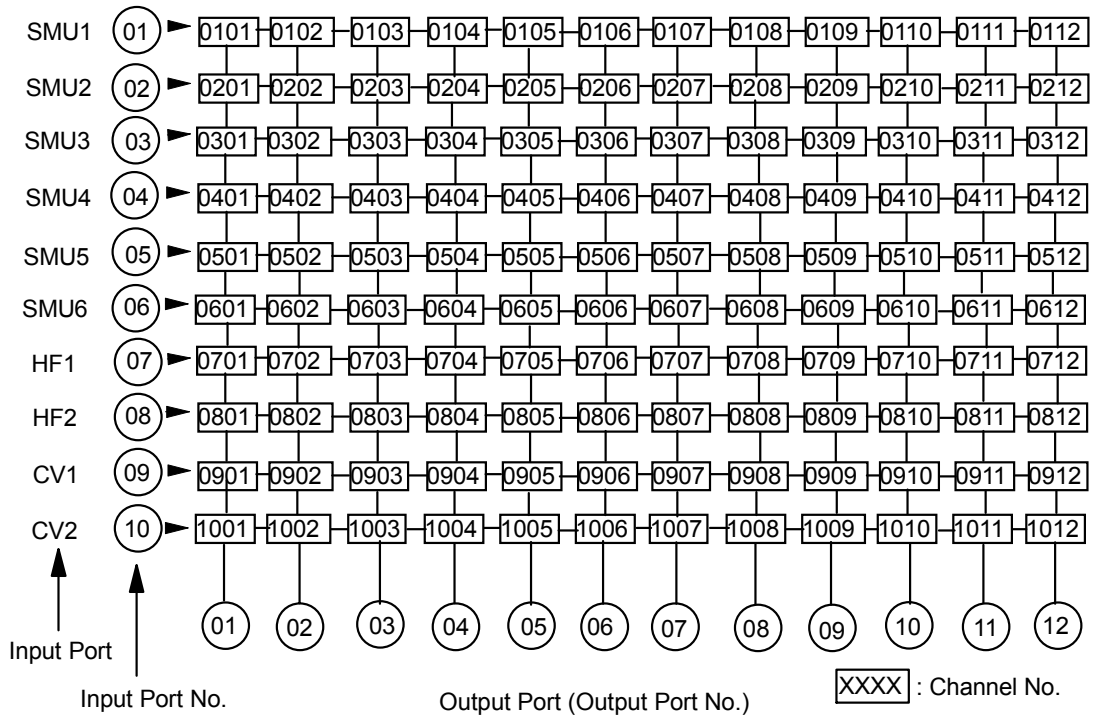 SMU1 01 0101 0102 0103 0104 0105 0106 0107 0108 0109 0110 0111 0112
SMU2 02 0201 0202 0203 0204 0205 0206 0207 0208 0209 0210 0211 0212
SMU3 03 0301 0302 0303 0304 0305 0306 0307 0308 0309 0310 0311 0312
SMU4 04 0401 0402 0403 0404 0405 0406 0407 0408 0409 0410 0411 0412
SMU5 05 0501 0502 0503 0504 0505 0506 0507 0508 0509 0510 0511 0512
SMU6 06 0601 0602 0603 0604 0605 0606 0607 0608 0609 0610 0611 0612
HF1 07 0701 0702 0703 0704 0705 0706 0707 0708 0709 0710 0711 0712
HF2 08 0801 0802 0803 0804 0805 0806 0807 0808 0809 0810 0811 0812
CV1 09 0901 0902 0903 0904 0905 0906 0907 0908 0909 0910 0911 0912
CV2 10 1001 1002 1003 1004 1005 1006 1007 1008 1009 1010 1011 1012
01 02 03 04 05 06 07 08 09 10 11 12
Input Port
Input Port No.
Output Port (Output Port No.)
XXXX : Channel No.